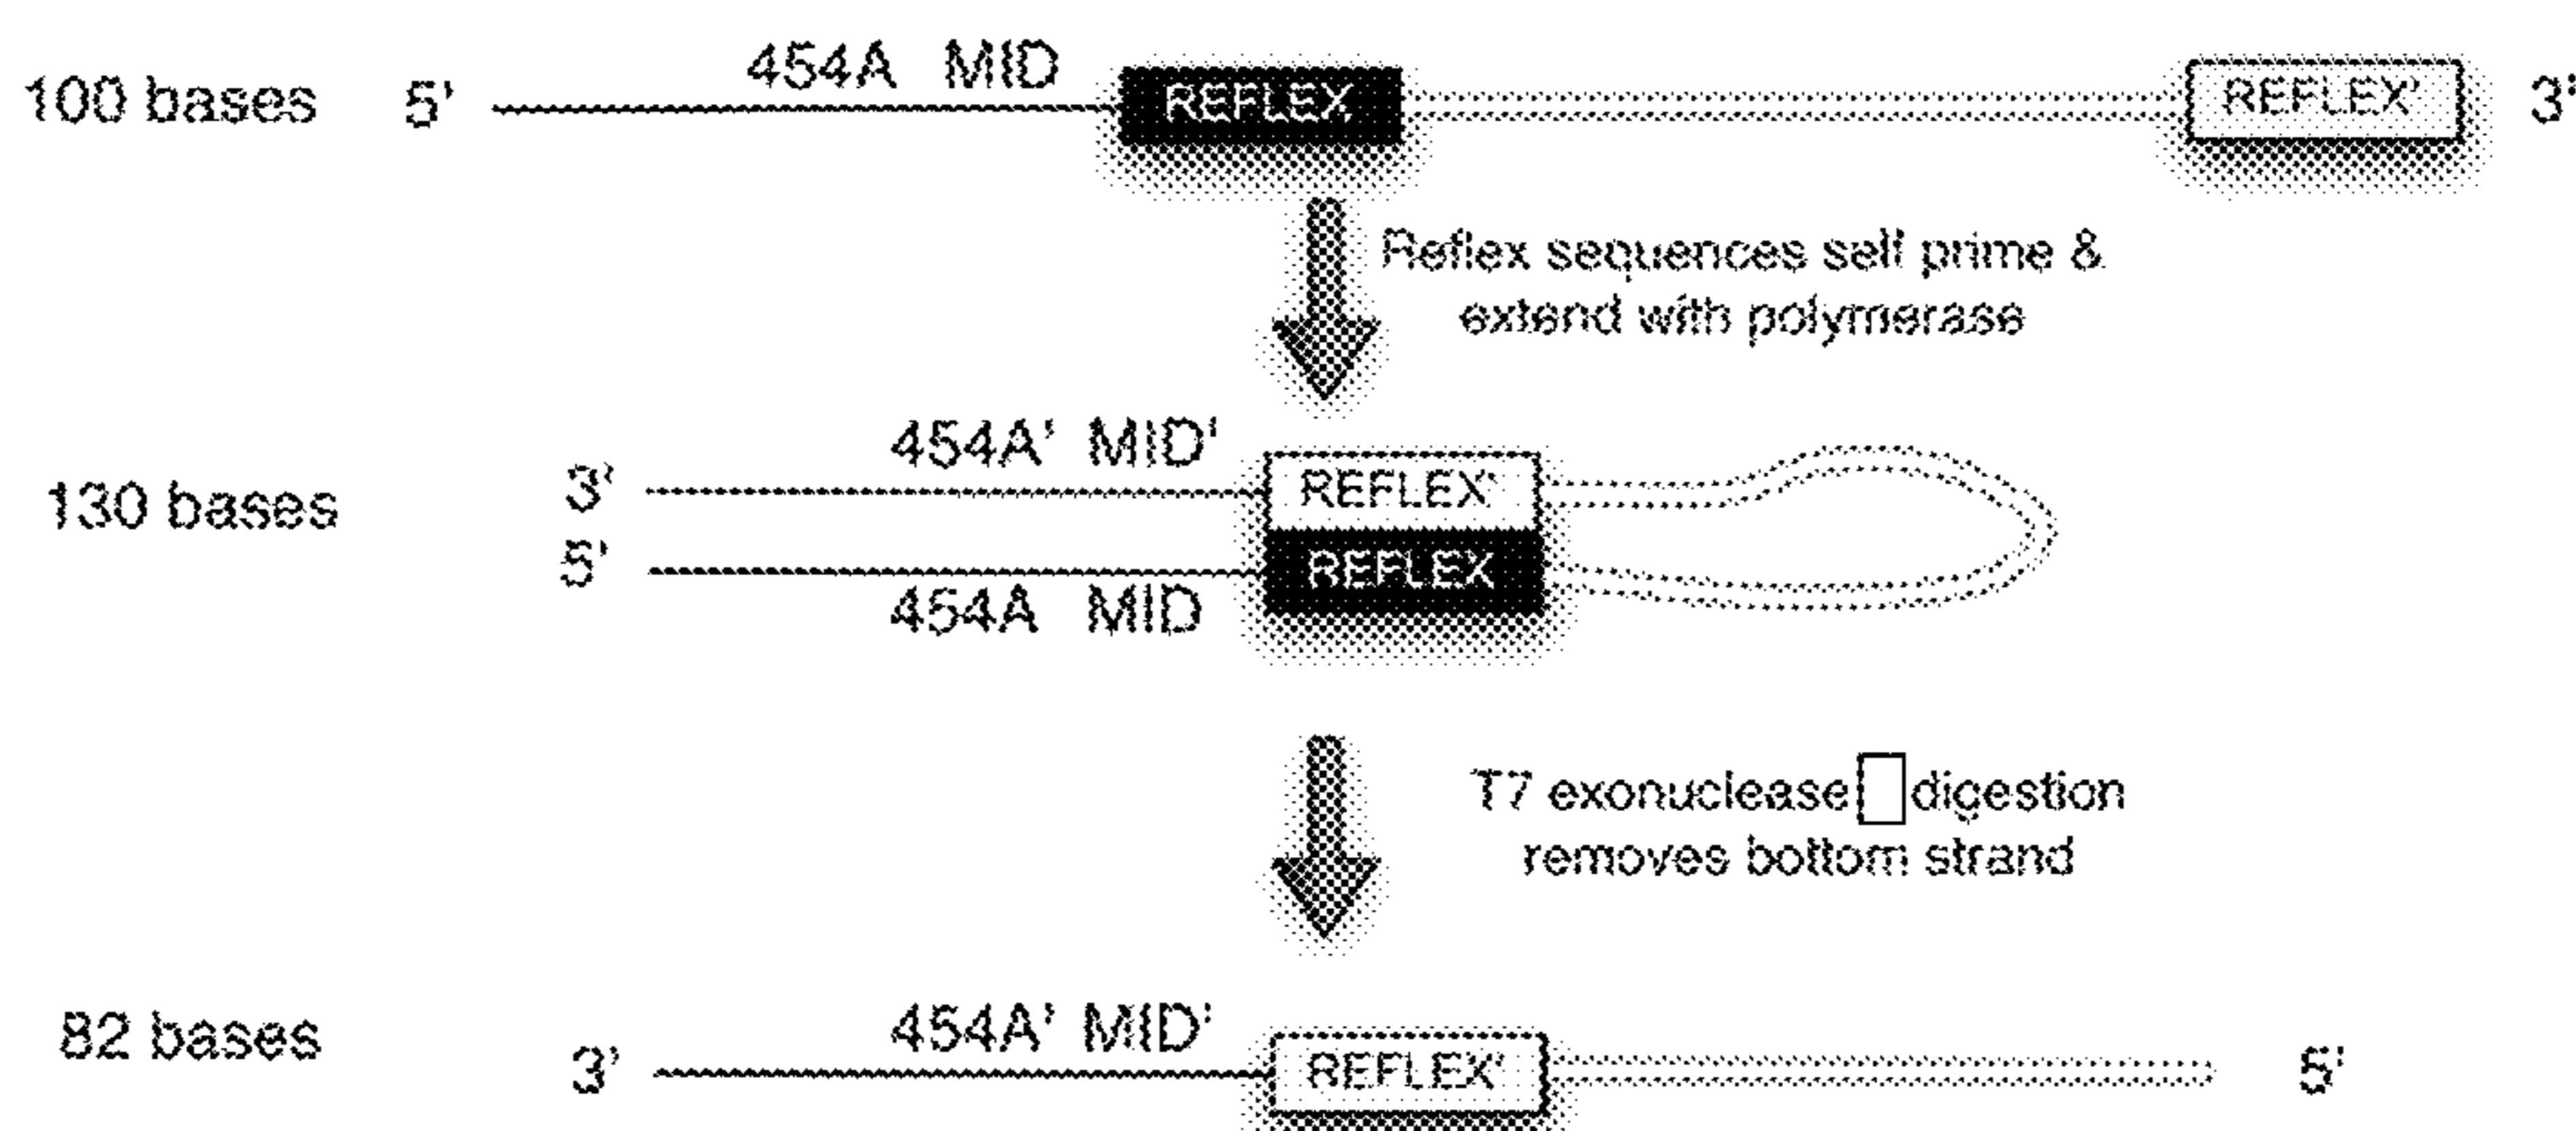 100 bases 5' 454A MID REFLEX REFLEX' 3'
Reflex sequences self prime &
extend with polymerase
454A' MID'
130 bases 3' REFLEX'
5' REFLEX
454A MID
T7 exonuclease digestion
removes bottom strand
454A' MID'
82 bases 3' REFLEX' 5'